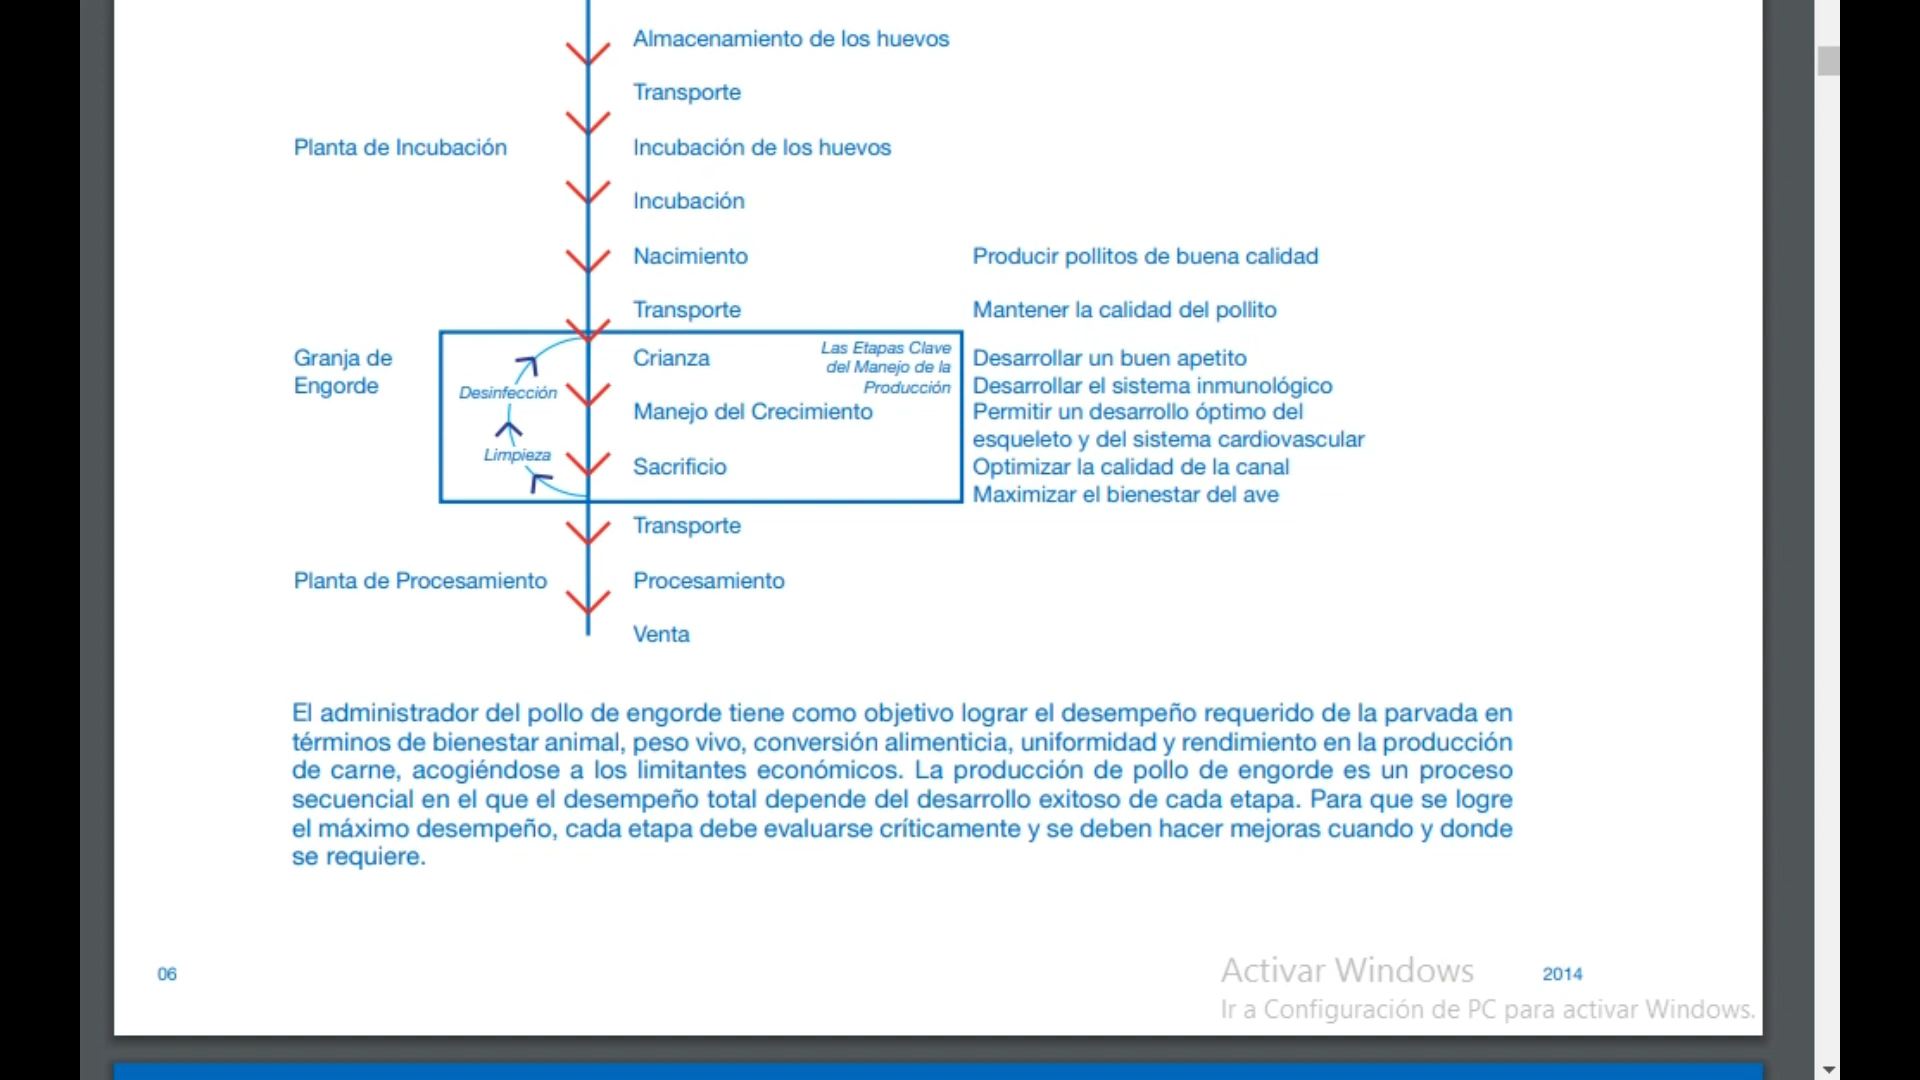 Almacenamiento de los huevos
Transporte
Planta de Incubación
Incubación de los huevos
Incubación
Nacimiento
Producir pollitos de buena calidad
Transporte
Mantener la calidad del pollito
Granja de
Engorde
Desinfección
Limpieza
Crianza
Las Etapas Clave
del Manejo de la
Producción
Manejo del Crecimiento
Sacrificio
Desarrollar un buen apetito
Desarrollar el sistema inmunológico
Permitir un desarrollo óptimo del
esqueleto y del sistema cardiovascular
Optimizar la calidad de la canal
Maximizar el bienestar del ave
Transporte
Planta de Procesamiento
Procesamiento
Venta
El administrador del pollo de engorde tiene como objetivo lograr el desempeño requerido de la parvada en
términos de bienestar animal, peso vivo, conversión alimenticia, uniformidad y rendimiento en la producción
de carne, acogiéndose a los limitantes económicos. La producción de pollo de engorde es un proceso
secuencial en el que el desempeño total depende del desarrollo exitoso de cada etapa. Para que se logre
el máximo desempeño, cada etapa debe evaluarse críticamente y se deben hacer mejoras cuando y donde
se requiere.
06
2014
Activar Windows
Ir a Configuración de PC para activar Windows.